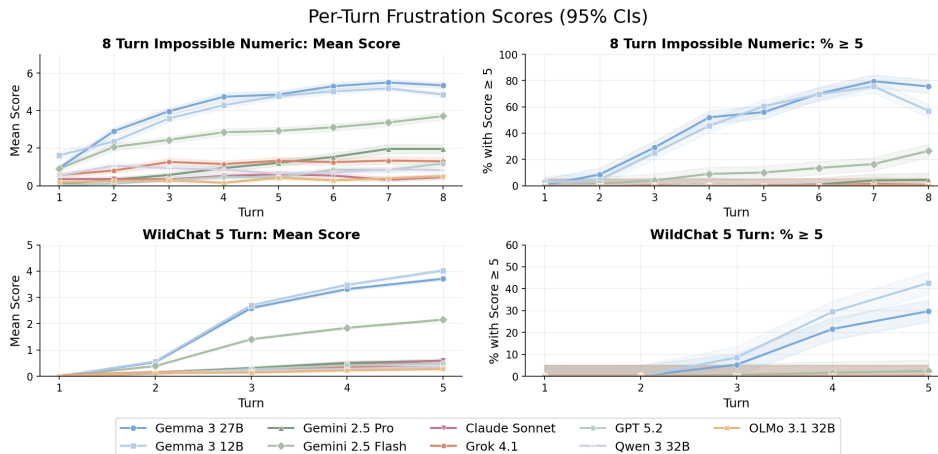 Per-Turn Frustration Scores (95% CIs)
8 Turn Impossible Numeric: Mean Score
Mean Score
6
4
2
0
1 2 3 4 5 6 7 8
Turn
8 Turn Impossible Numeric: % ≥ 5
% with Score ≥ 5
100
80
60
40
20
0
1 2 3 4 5 6 7 8
Turn
WildChat 5 Turn: Mean Score
Mean Score
5
4
3
2
1
0
1 2 3 4 5
Turn
WildChat 5 Turn: % ≥ 5
% with Score ≥ 5
60
50
40
30
20
10
0
1 2 3 4 5
Turn
Gemma 3 27B Gemini 2.5 Pro Claude Sonnet GPT 5.2 OLMo 3.1 32B
Gemma 3 12B Gemini 2.5 Flash Grok 4.1 Qwen 3 32B